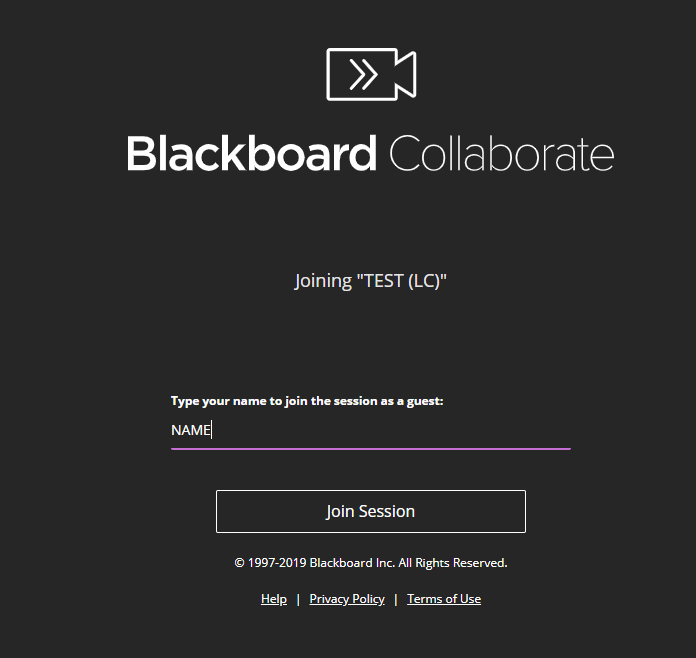 Blackboard Collaborate
Joining "TEST (LC)"
Type your name to join the session as a guest:
NAME
Join Session
© 1997-2019 Blackboard Inc. All Rights Reserved.
Help | Privacy Policy | Terms of Use